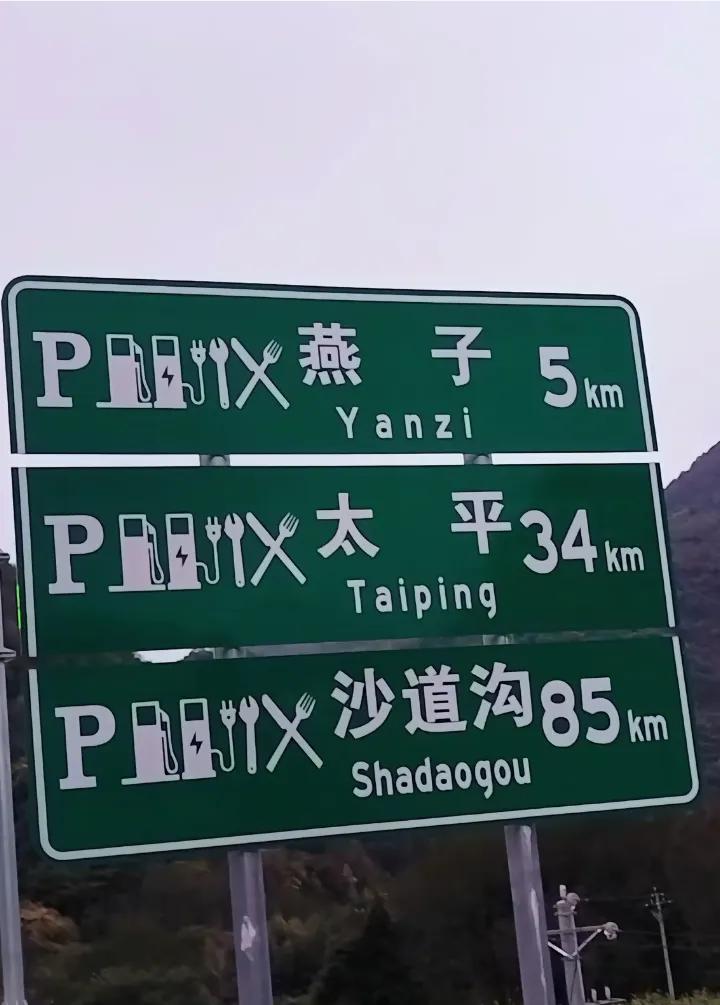 P 燕 子 5km
Yanzi
P 太 平 34km
Taiping
P 沙道沟 85km
Shadaogou